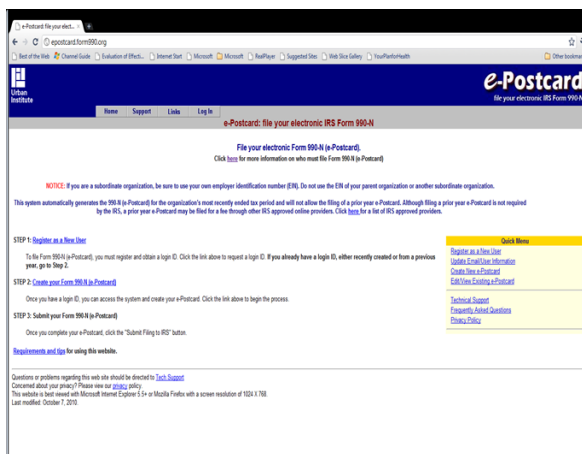 e-Postcard: file your elect...
epostcard.form990.org
Best of the Web Channel Guide Evaluation of Effecti... Internet Start Microsoft Microsoft RealPlayer Suggested Sites Web Slice Gallery YourPlanforHealth Other bookmar
Urban
Institute
e-Postcard
file your electronic IRS Form 990-N
Home Support Links Log In
e-Postcard: file your electronic IRS Form 990-N
File your electronic Form 990-N (e-Postcard).
Click here for more information on who must file Form 990-N (e-Postcard)
NOTICE: If you are a subordinate organization, be sure to use your own employer identification number (EIN). Do not use the EIN of your parent organization or another subordinate organization.
This system automatically generates the 990-N (e-Postcard) for the organization's most recently ended tax period and will not allow the filing of a prior year e-Postcard. Although filing a prior year e-Postcard is not required
by the IRS, a prior year e-Postcard may be filed for a fee through other IRS approved online providers. Click here for a list of IRS approved providers.
STEP 1: Register as a New User
To file Form 990-N (e-Postcard), you must register and obtain a login ID. Click the link above to request a login ID. If you already have a login ID, either recently created or from a previous
year, go to Step 2.
STEP 2: Create your Form 990-N (e-Postcard)
Once you have a login ID, you can access the system and create your e-Postcard. Click the link above to begin the process.
STEP 3: Submit your Form 990-N (e-Postcard)
Once you complete your e-Postcard, click the "Submit Filing to IRS" button.
Requirements and tips for using this website.
Quick Menu
Register as a New User
Update Email/User Information
Create New e-Postcard
Edit/View Existing e-Postcard
Technical Support
Frequently Asked Questions
Privacy Policy
Questions or problems regarding this web site should be directed to Tech Support
Concerned about your privacy? Please view our privacy policy.
This website is best viewed with Microsoft Internet Explorer 5.5+ or Mozilla Firefox with a screen resolution of 1024 X 768.
Last modified: October 7, 2010.